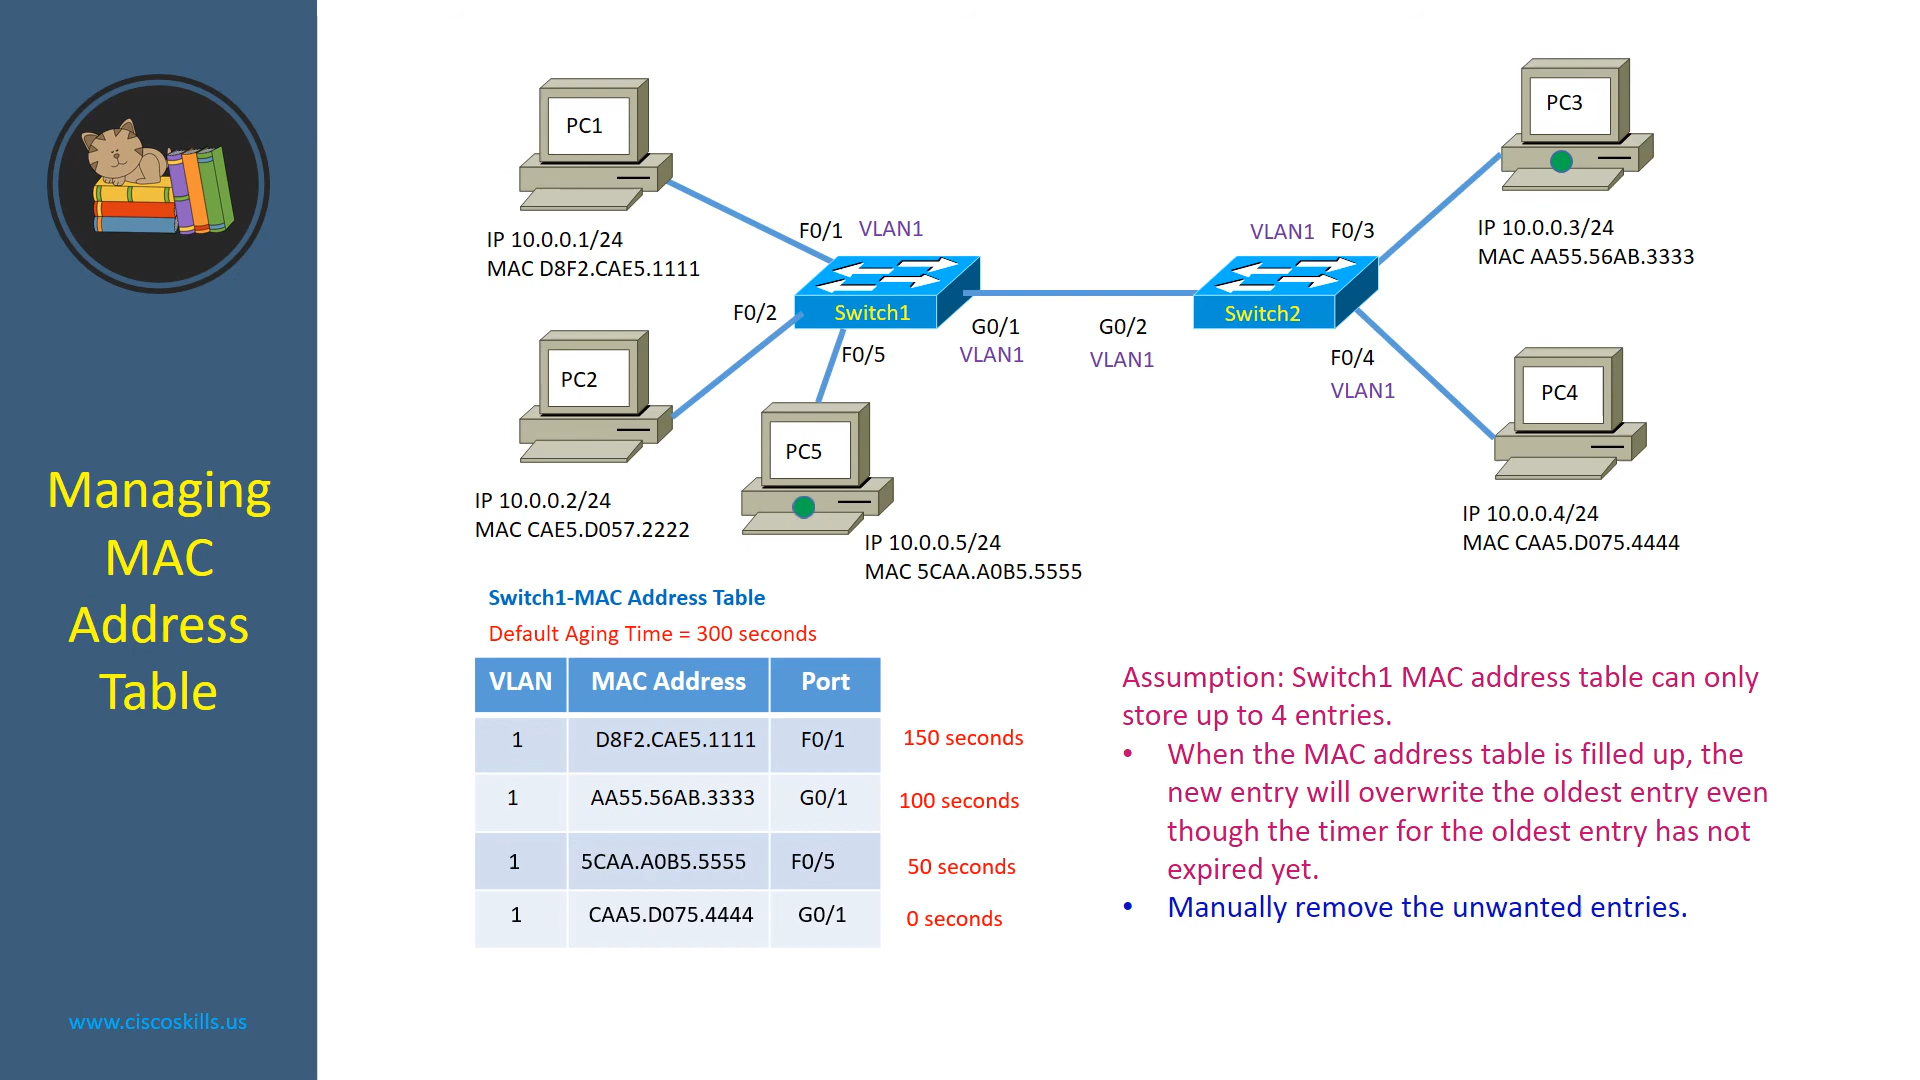 Managing
MAC
Address
Table
www.ciscoskills.us
PC1
IP 10.0.0.1/24
MAC D8F2.CAE5.1111
F0/1 VLAN1
F0/2
Switch1
F0/5
G0/1
VLAN1
PC2
IP 10.0.0.2/24
MAC CAE5.D057.2222
PC5
IP 10.0.0.5/24
MAC 5CAA.A0B5.5555
G0/2
VLAN1
VLAN1 F0/3
Switch2
F0/4
VLAN1
PC3
IP 10.0.0.3/24
MAC AA55.56AB.3333
PC4
IP 10.0.0.4/24
MAC CAA5.D075.4444
Switch1-MAC Address Table
Default Aging Time = 300 seconds
VLAN MAC Address Port
1 D8F2.CAE5.1111 F0/1 150 seconds
1 AA55.56AB.3333 G0/1 100 seconds
1 5CAA.A0B5.5555 F0/5 50 seconds
1 CAA5.D075.4444 G0/1 0 seconds
Assumption: Switch1 MAC address table can only
store up to 4 entries.
• When the MAC address table is filled up, the
new entry will overwrite the oldest entry even
though the timer for the oldest entry has not
expired yet.
• Manually remove the unwanted entries.